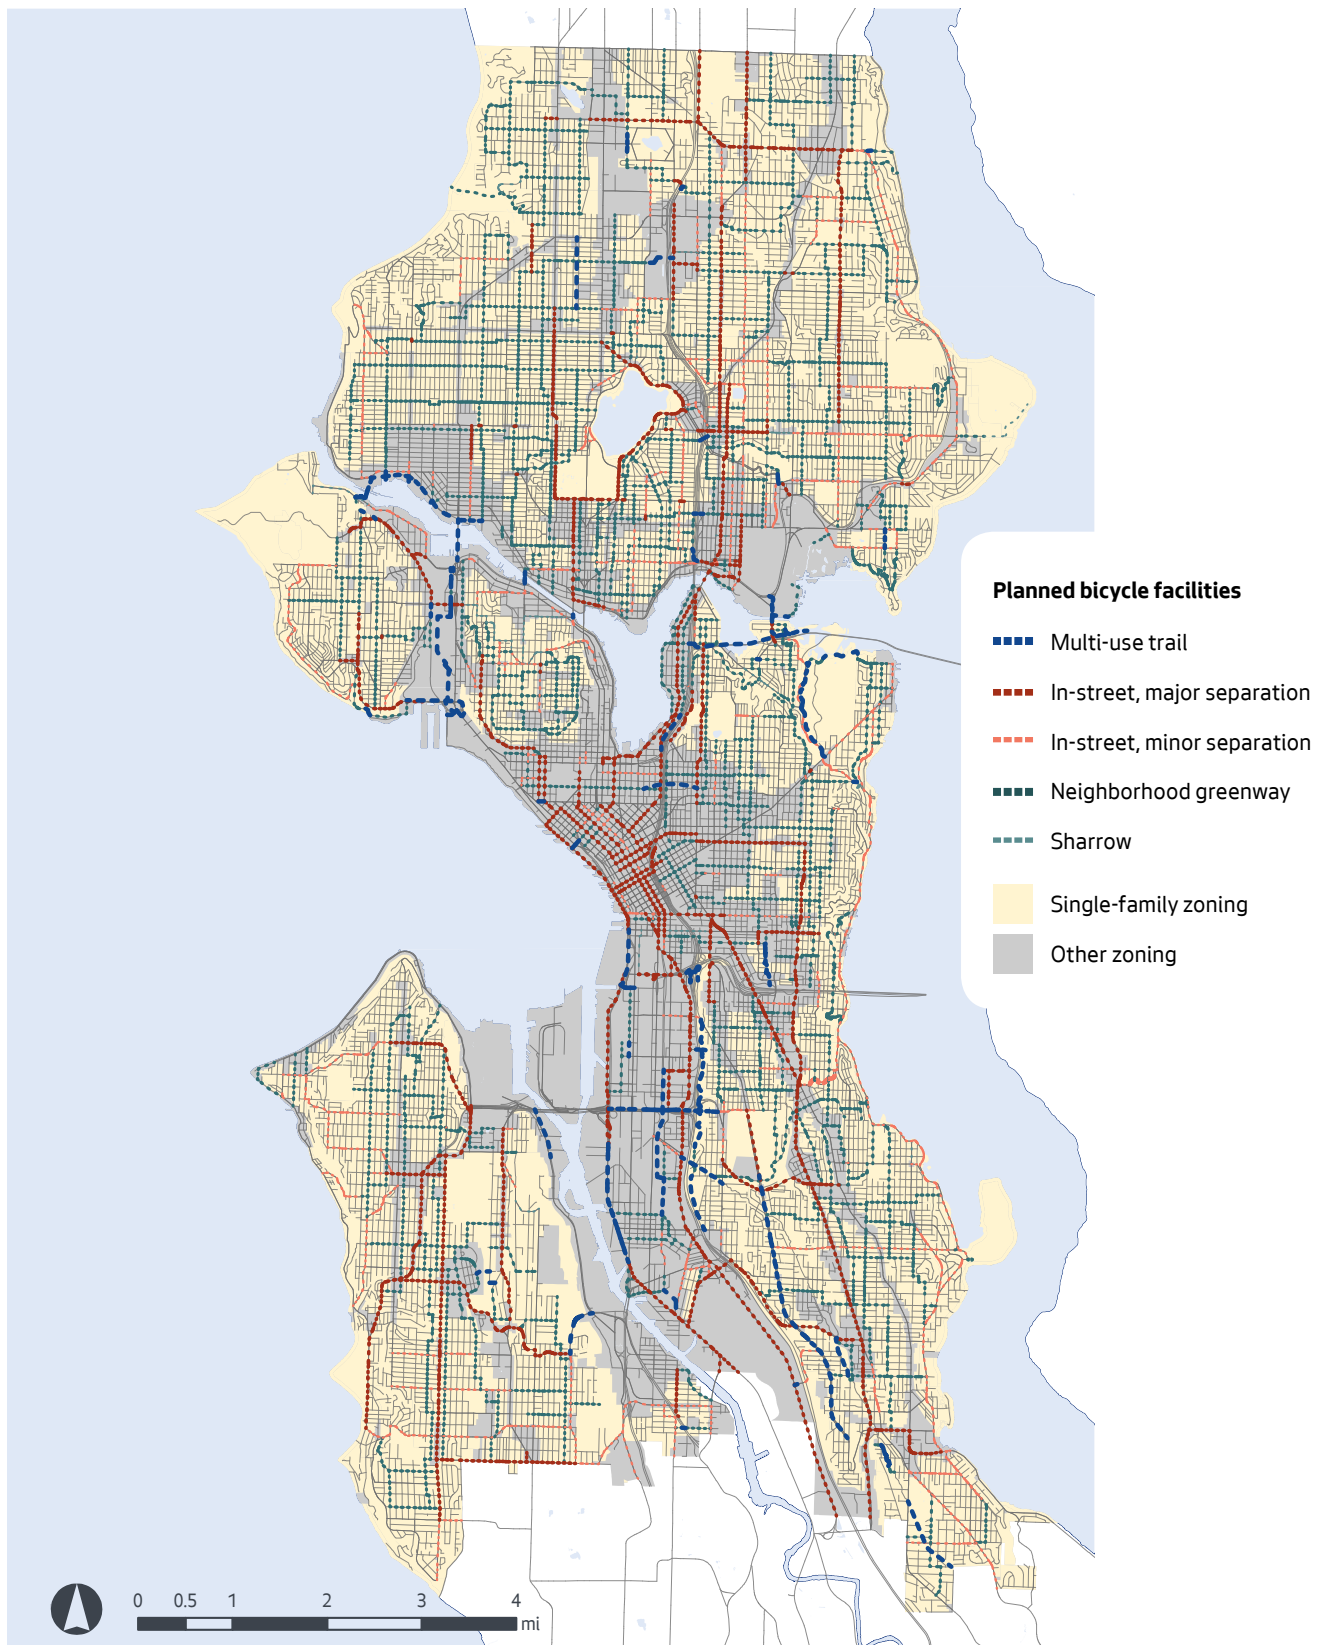 Planned bicycle facilities
Multi-use trail
In-street, major separation
In-street, minor separation
Neighborhood greenway
Sharrow
Single-family zoning
Other zoning
0 0.5 1 2 3 4
mi